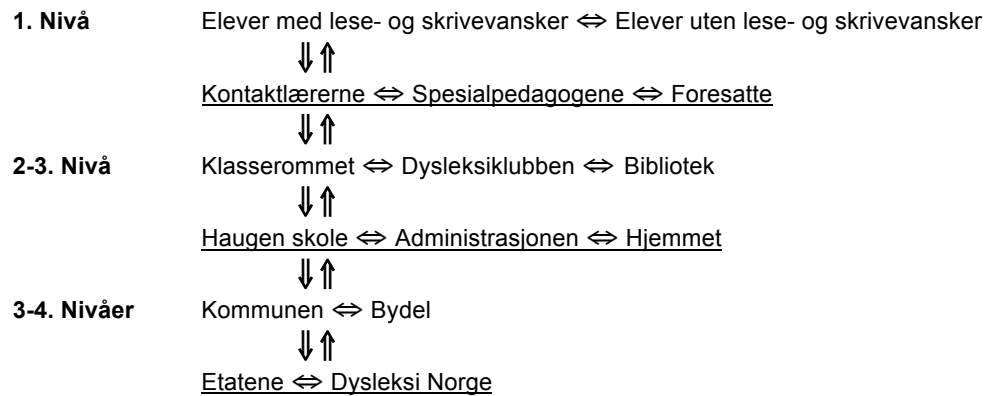 1. Nivå Elever med lese- og skrivevansker ⇔ Elever uten lese- og skrivevansker
⇓⇑
Kontaktlærerne ⇔ Spesialpedagogene ⇔ Foresatte
⇓⇑
2-3. Nivå Klasserommet ⇔ Dysleksiklubben ⇔ Bibliotek
⇓⇑
Haugen skole ⇔ Administrasjonen ⇔ Hjemmet
⇓⇑
3-4. Nivåer Kommunen ⇔ Bydel
⇓⇑
Etatene ⇔ Dysleksi Norge